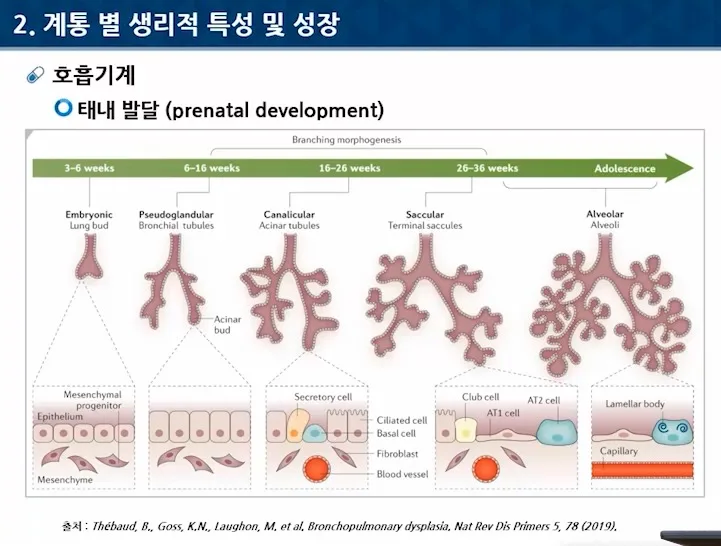 2. 계통 별 생리적 특성 및 성장
호흡기계
태내 발달 (prenatal development)
Branching morphogenesis
3–6 weeks
6–16 weeks
16–26 weeks
26–36 weeks
Adolescence
Embryonic
Lung bud
Pseudoglandular
Bronchial tubules
Canalicular
Acinar tubules
Saccular
Terminal saccules
Alveolar
Alveoli
Acinar
bud
Mesenchymal
progenitor
Epithelium
Mesenchyme
Secretory cell
Ciliated cell
Basal cell
Fibroblast
Blood vessel
Club cell
AT1 cell
AT2 cell
Lamellar body
Capillary
출처 : Thébaud, B., Goss, K.N., Laughon, M. et al. Bronchopulmonary dysplasia. Nat Rev Dis Primers 5, 78 (2019).